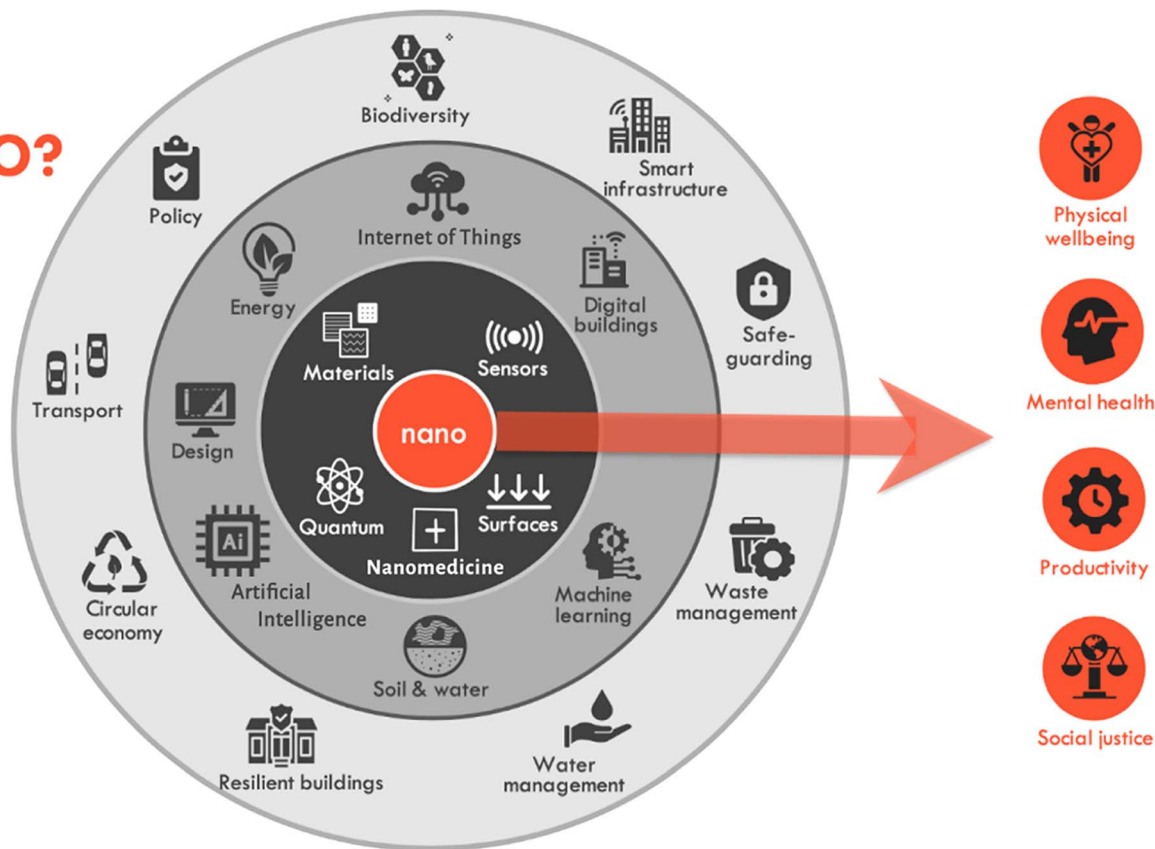 O?
Biodiversity
Smart
infrastructure
Policy
Internet of Things
Energy
Digital
buildings
Safe-
guarding
Materials
Sensors
Transport
Design
nano
Quantum
Surfaces
Nanomedicine
Ai
Artificial
Intelligence
Machine
learning
Circular
economy
Waste
management
Soil & water
Resilient buildings
Water
management
Physical
wellbeing
Mental health
Productivity
Social justice